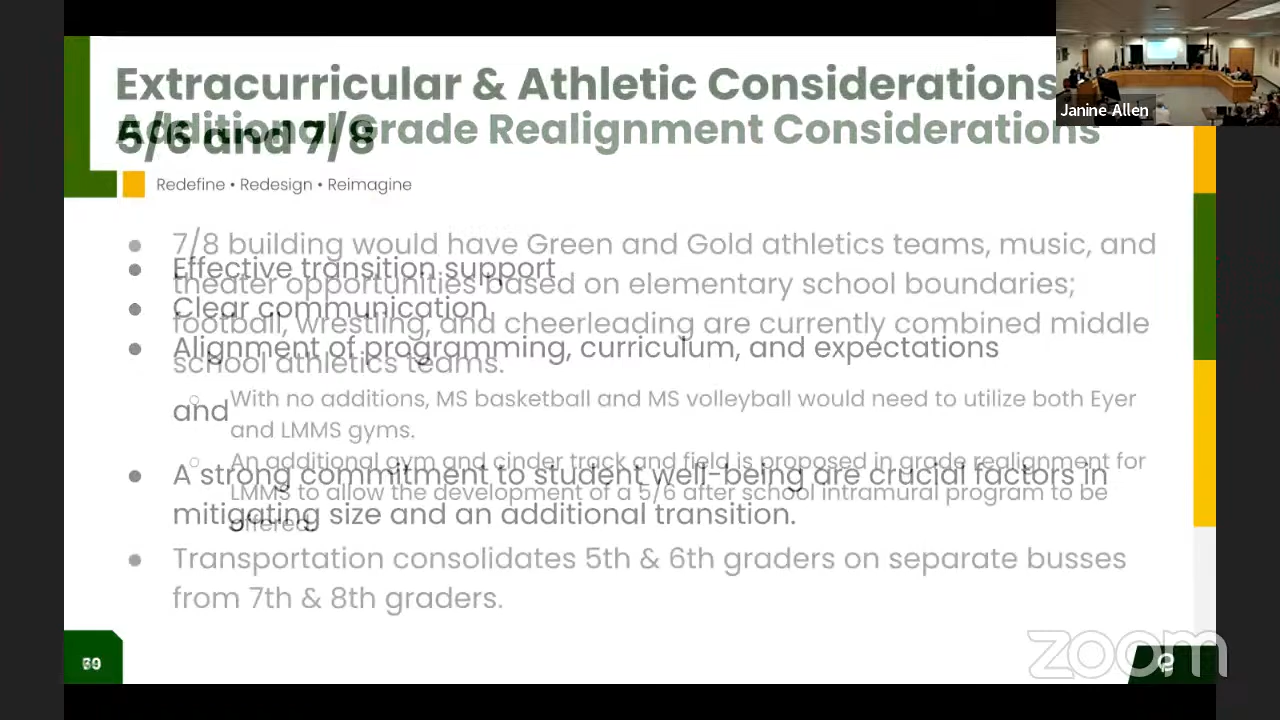 Extracurricular & Athletic Considerations
5/6 and 7/8
Additional Grade Realignment Considerations
Redefine • Redesign • Reimagine
● 7/8 building would have Green and Gold athletics teams, music, and
theater opportunities based on elementary school boundaries;
football, wrestling, and cheerleading are currently combined middle
school athletics teams.
○ With no additions, MS basketball and MS volleyball would need to utilize both Eyer
and LMMS gyms.
○ An additional gym and cinder track and field is proposed in grade realignment for
LMMS to allow the development of a 5/6 after school intramural program to be
offered.
● Effective transition support
● Clear communication
● Alignment of programming, curriculum, and expectations
and
● A strong commitment to student well-being are crucial factors in
mitigating size and an additional transition.
● Transportation consolidates 5th & 6th graders on separate busses
from 7th & 8th graders.
Janine Allen
zoom